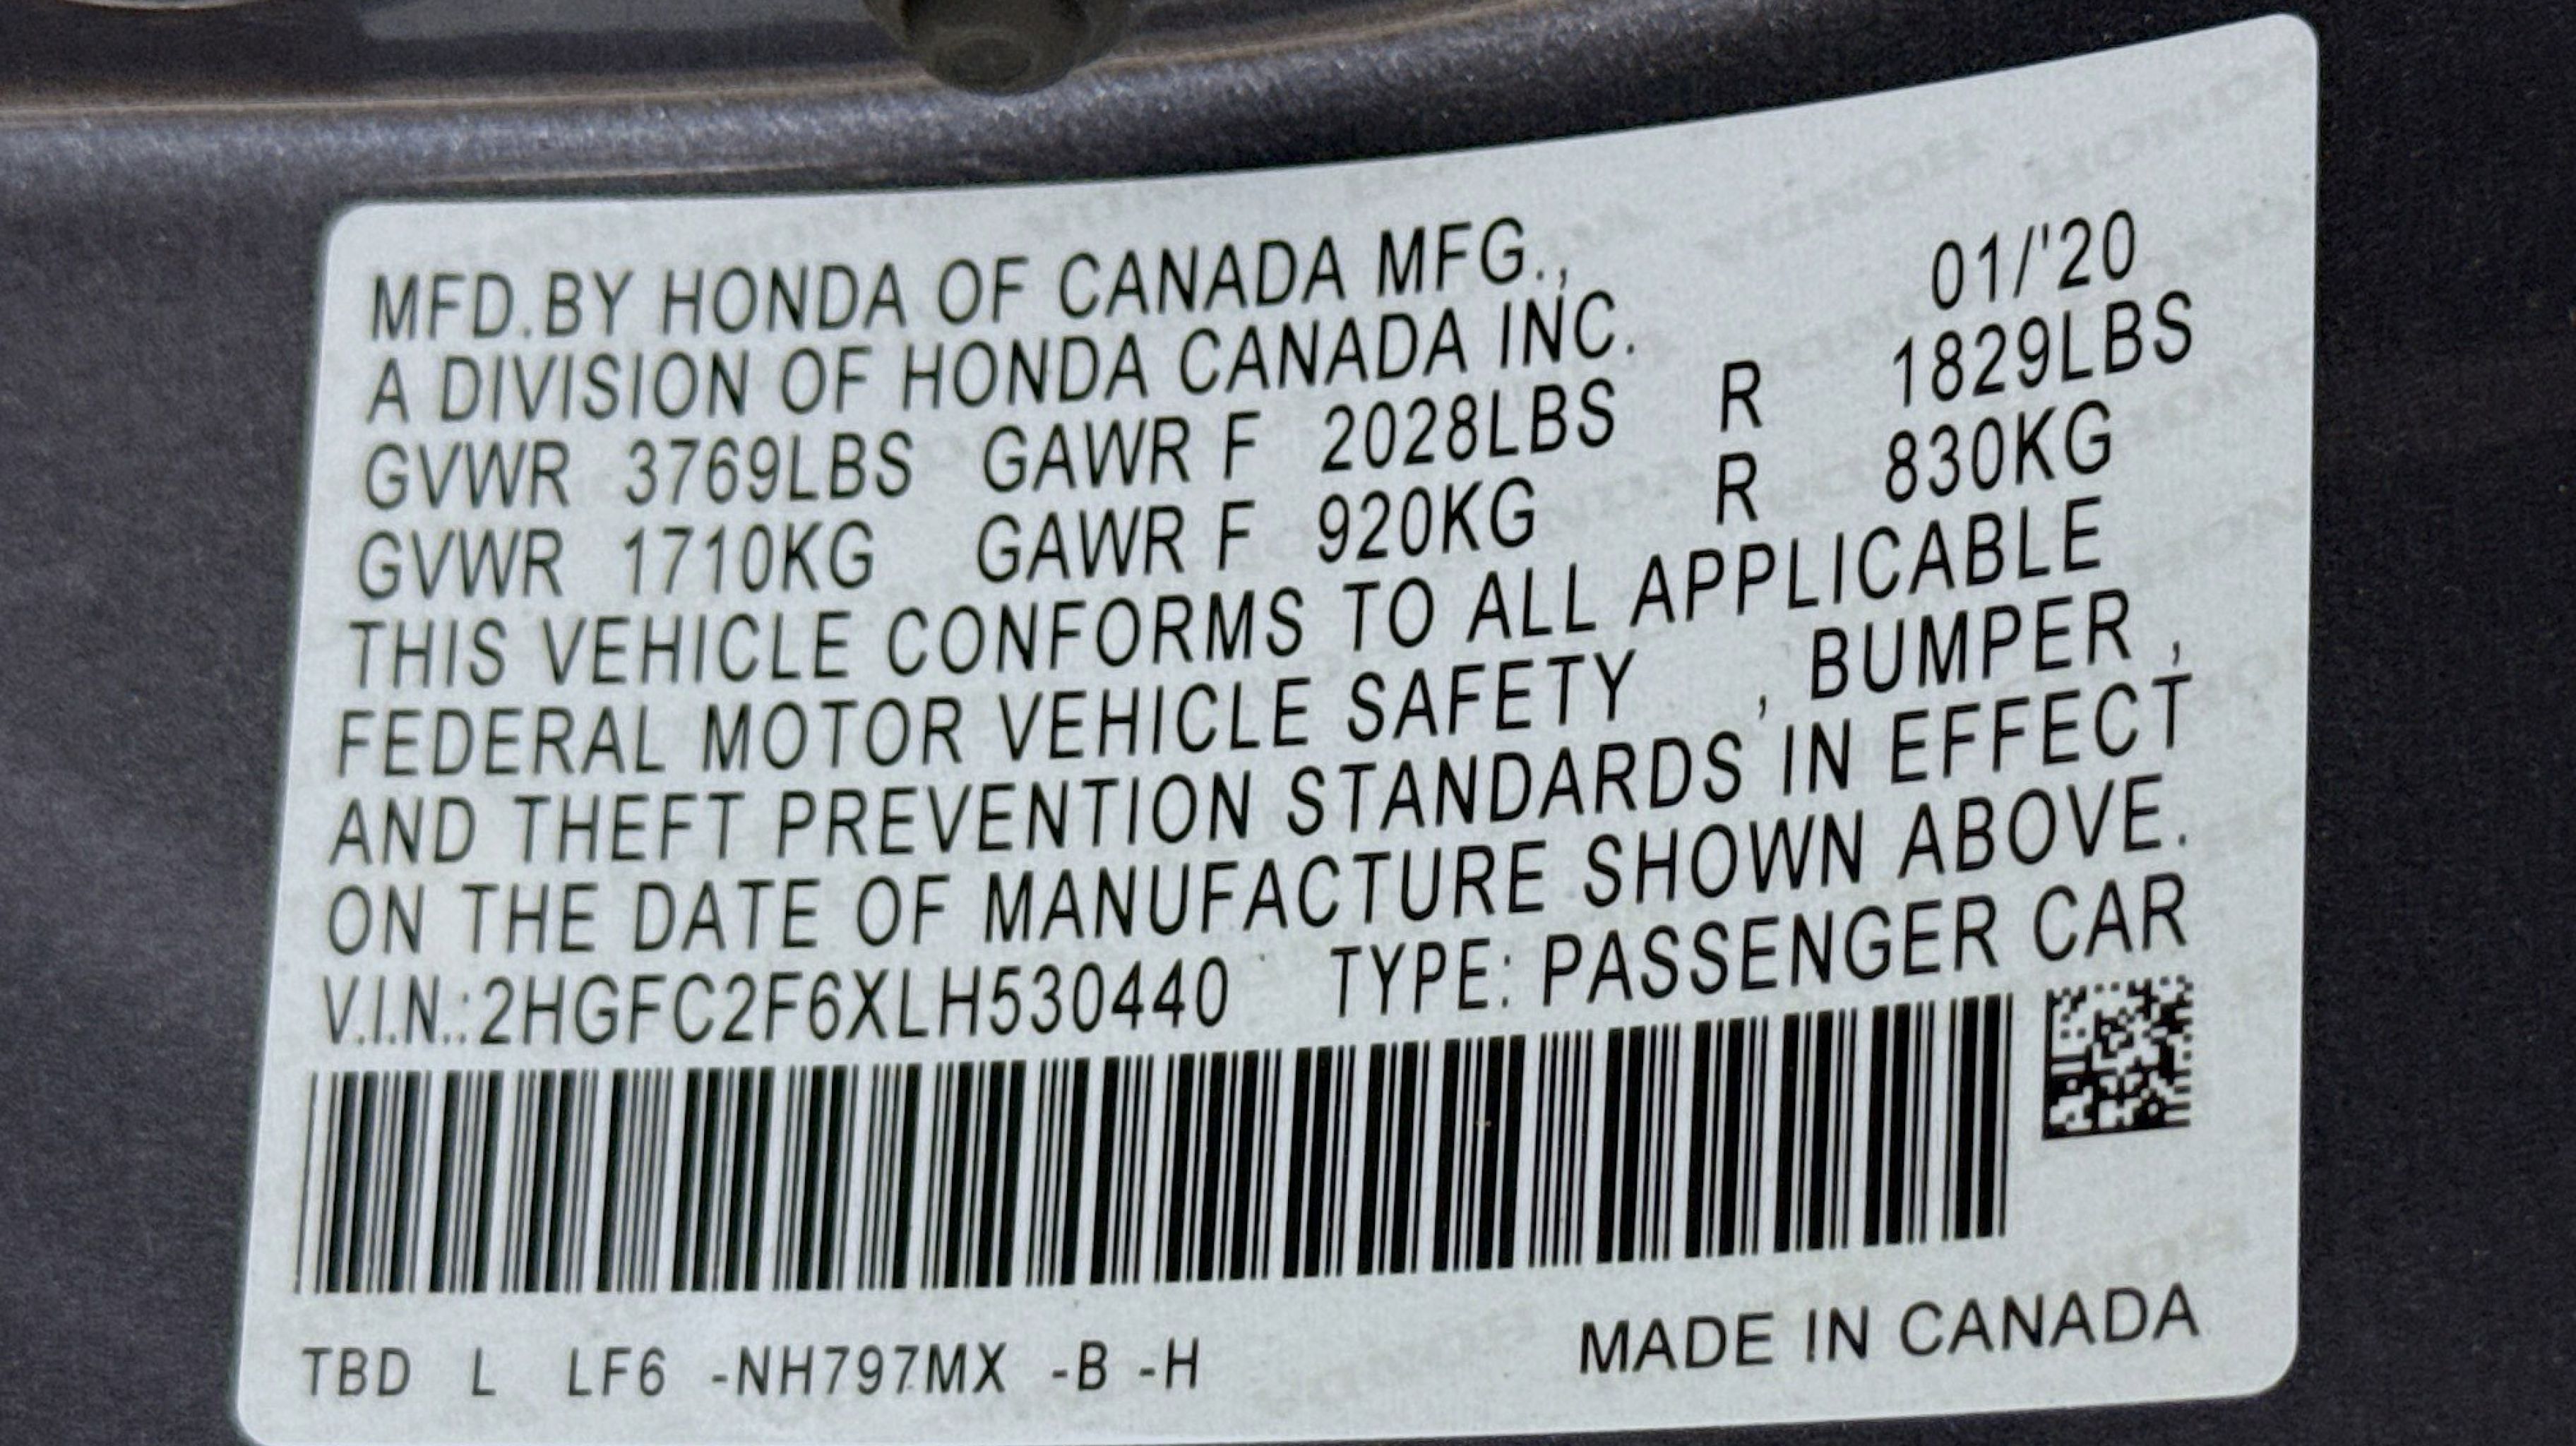 MFD.BY HONDA OF CANADA MFG., 01/'20
A DIVISION OF HONDA CANADA INC.
GVWR 3769LBS GAWR F 2028LBS R 1829LBS
GVWR 1710KG GAWR F 920KG R 830KG
THIS VEHICLE CONFORMS TO ALL APPLICABLE
FEDERAL MOTOR VEHICLE SAFETY , BUMPER ,
AND THEFT PREVENTION STANDARDS IN EFFECT
ON THE DATE OF MANUFACTURE SHOWN ABOVE.
V.I.N.:2HGFC2F6XLH530440 TYPE: PASSENGER CAR
TBD L LF6 -NH797MX -B -H MADE IN CANADA